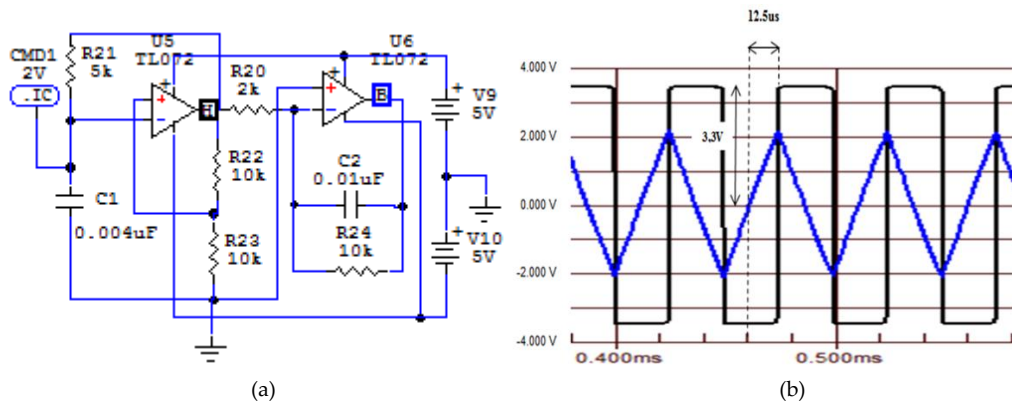 CMD1
2V
.IC
R21
5k
U5
TL072
H
R20
2k
U6
TL072
B
V9
5V
R22
10k
C2
0.01uF
C1
0.004uF
R23
10k
R24
10k
V10
5V
(a)
12.5us
4.000 V
2.000 V
3.3V
0.000 V
-2.000 V
-4.000 V
0.400ms
0.500ms
(b)